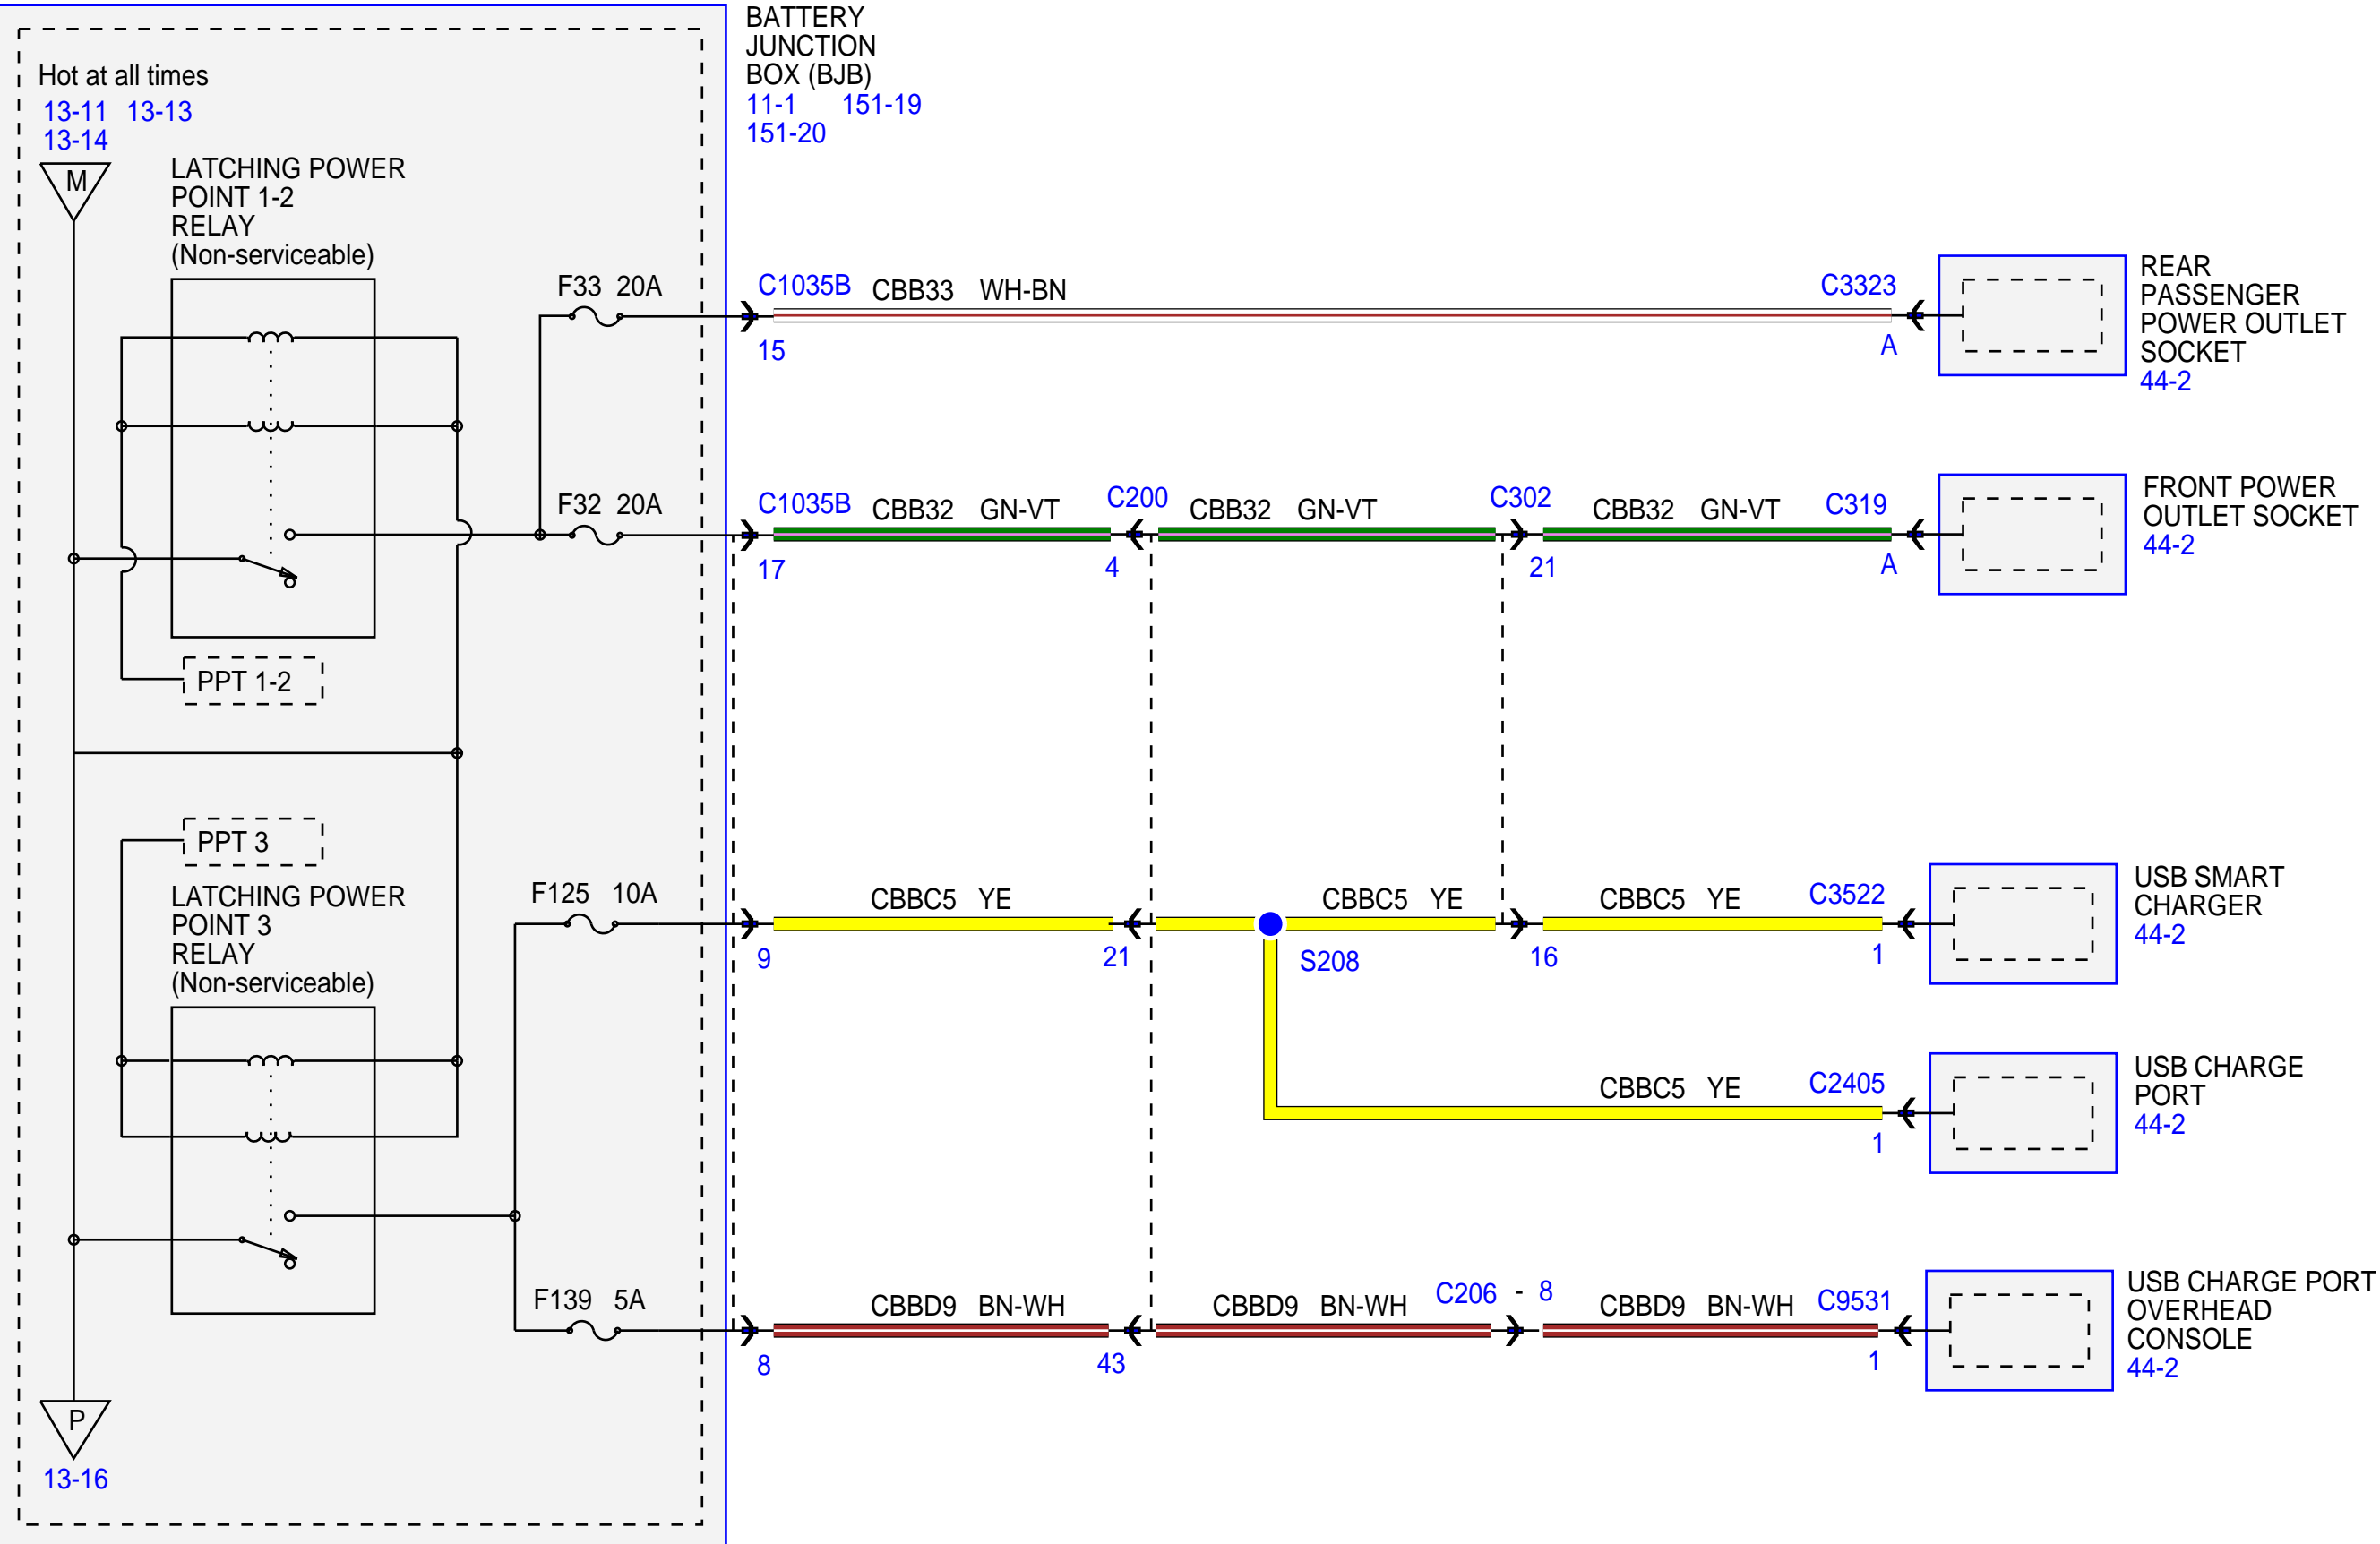 BATTERY
JUNCTION
BOX (BJB)
11-1 151-19
151-20
Hot at all times
13-11 13-13
13-14
M
LATCHING POWER
POINT 1-2
RELAY
(Non-serviceable)
F33 20A
C1035B CBB33 WH-BN C3323
15 A
REAR
PASSENGER
POWER OUTLET
SOCKET
44-2
F32 20A
C1035B CBB32 GN-VT C200 CBB32 GN-VT C302 CBB32 GN-VT C319
17 4 21 A
FRONT POWER
OUTLET SOCKET
44-2
PPT 1-2
PPT 3
LATCHING POWER
POINT 3
RELAY
(Non-serviceable)
F125 10A
CBBC5 YE CBBC5 YE CBBC5 YE C3522
9 21 S208 16 1
USB SMART
CHARGER
44-2
CBBC5 YE C2405
1
USB CHARGE
PORT
44-2
F139 5A
CBBD9 BN-WH CBBD9 BN-WH C206 - 8 CBBD9 BN-WH C9531
8 43 1
USB CHARGE PORT
OVERHEAD
CONSOLE
44-2
P
13-16